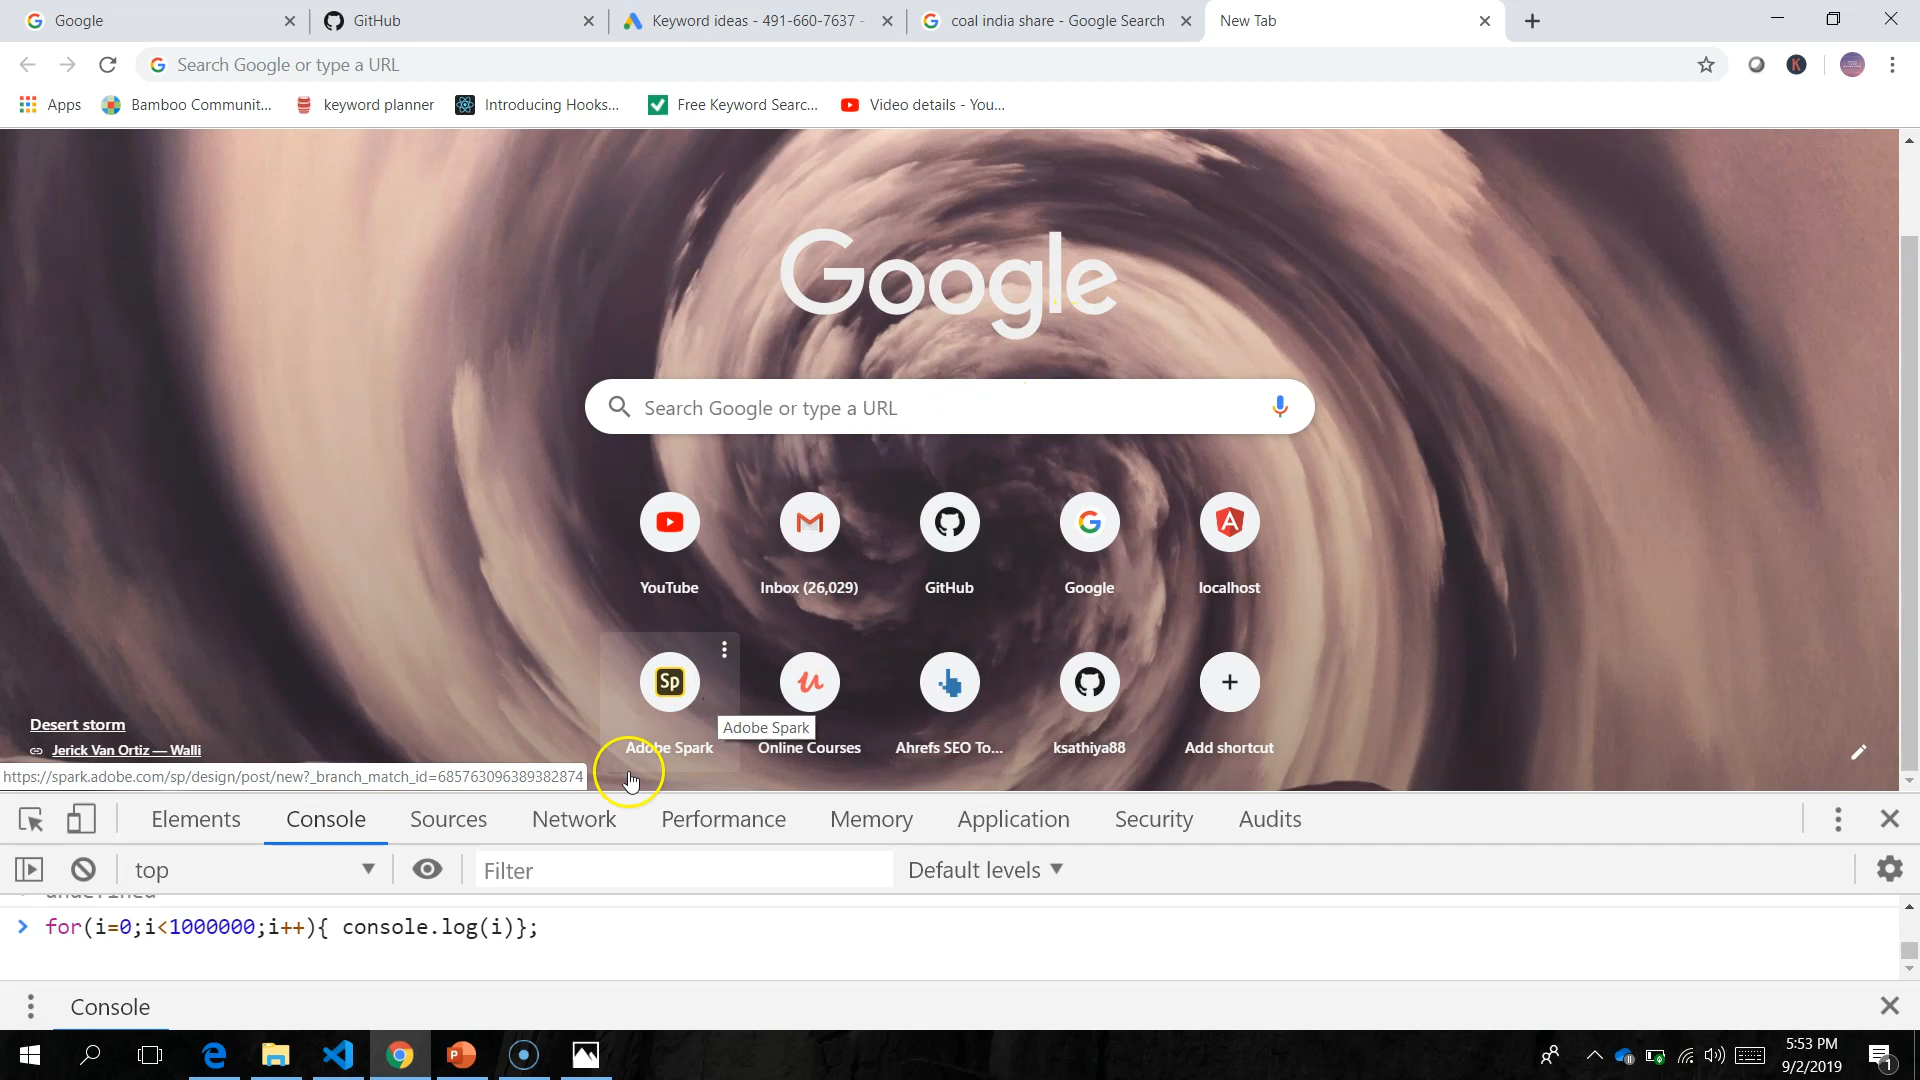 Google
GitHub
Keyword ideas - 491-660-7637 -
coal india share - Google Search
New Tab
Search Google or type a URL
Apps
Bamboo Communit...
keyword planner
Introducing Hooks...
Free Keyword Searc...
Video details - You...
Google
Search Google or type a URL
YouTube
Inbox (26,029)
GitHub
Google
localhost
Sp
Adobe Spark
Adobe Spark
Online Courses
Ahrefs SEO To...
ksathiya88
Add shortcut
Desert storm
Jerick Van Ortiz — Walli
https://spark.adobe.com/sp/design/post/new?_branch_match_id=685763096389382874
Elements
Console
Sources
Network
Performance
Memory
Application
Security
Audits
top
Filter
Default levels
undefined
for(i=0;i<1000000;i++){ console.log(i)};
Console
5:53 PM
9/2/2019
1